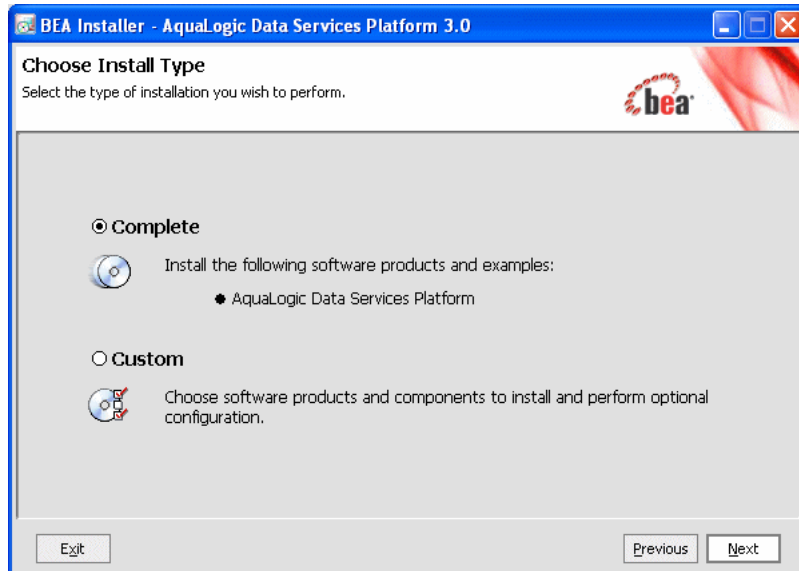 BEA Installer - AquaLogic Data Services Platform 3.0
Choose Install Type
Select the type of installation you wish to perform.
bea
Complete
Install the following software products and examples:
AquaLogic Data Services Platform
Custom
Choose software products and components to install and perform optional
configuration.
Exit
Previous
Next